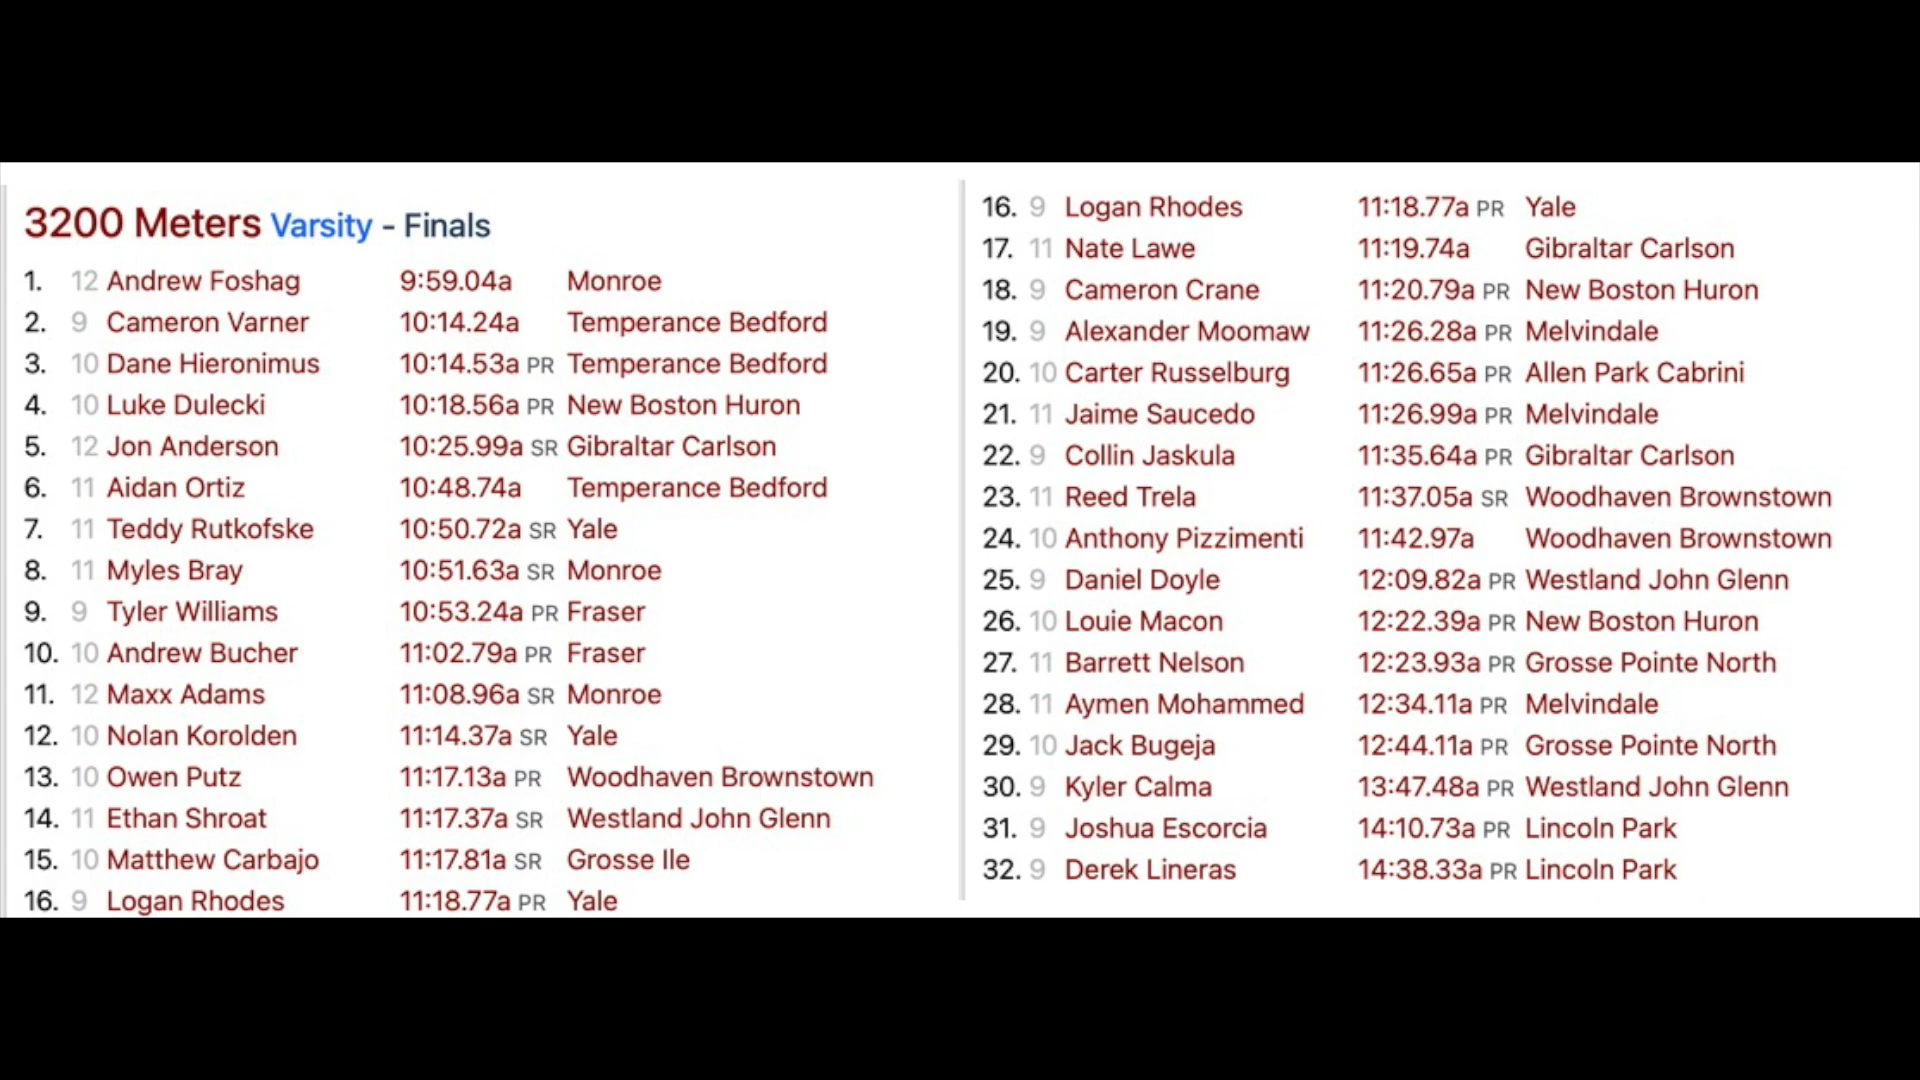 3200 Meters Varsity - Finals
1. 12 Andrew Foshag 9:59.04a Monroe
2. 9 Cameron Varner 10:14.24a Temperance Bedford
3. 10 Dane Hieronimus 10:14.53a PR Temperance Bedford
4. 10 Luke Dulecki 10:18.56a PR New Boston Huron
5. 12 Jon Anderson 10:25.99a SR Gibraltar Carlson
6. 11 Aidan Ortiz 10:48.74a Temperance Bedford
7. 11 Teddy Rutkofske 10:50.72a SR Yale
8. 11 Myles Bray 10:51.63a SR Monroe
9. 9 Tyler Williams 10:53.24a PR Fraser
10. 10 Andrew Bucher 11:02.79a PR Fraser
11. 12 Maxx Adams 11:08.96a SR Monroe
12. 10 Nolan Korolden 11:14.37a SR Yale
13. 10 Owen Putz 11:17.13a PR Woodhaven Brownstown
14. 11 Ethan Shroat 11:17.37a SR Westland John Glenn
15. 10 Matthew Carbajo 11:17.81a SR Grosse Ile
16. 9 Logan Rhodes 11:18.77a PR Yale
16. 9 Logan Rhodes 11:18.77a PR Yale
17. 11 Nate Lawe 11:19.74a Gibraltar Carlson
18. 9 Cameron Crane 11:20.79a PR New Boston Huron
19. 9 Alexander Moomaw 11:26.28a PR Melvindale
20. 10 Carter Russelburg 11:26.65a PR Allen Park Cabrini
21. 11 Jaime Saucedo 11:26.99a PR Melvindale
22. 9 Collin Jaskula 11:35.64a PR Gibraltar Carlson
23. 11 Reed Trela 11:37.05a SR Woodhaven Brownstown
24. 10 Anthony Pizzimenti 11:42.97a Woodhaven Brownstown
25. 9 Daniel Doyle 12:09.82a PR Westland John Glenn
26. 10 Louie Macon 12:22.39a PR New Boston Huron
27. 11 Barrett Nelson 12:23.93a PR Grosse Pointe North
28. 11 Aymen Mohammed 12:34.11a PR Melvindale
29. 10 Jack Bugeja 12:44.11a PR Grosse Pointe North
30. 9 Kyler Calma 13:47.48a PR Westland John Glenn
31. 9 Joshua Escorcia 14:10.73a PR Lincoln Park
32. 9 Derek Lineras 14:38.33a PR Lincoln Park